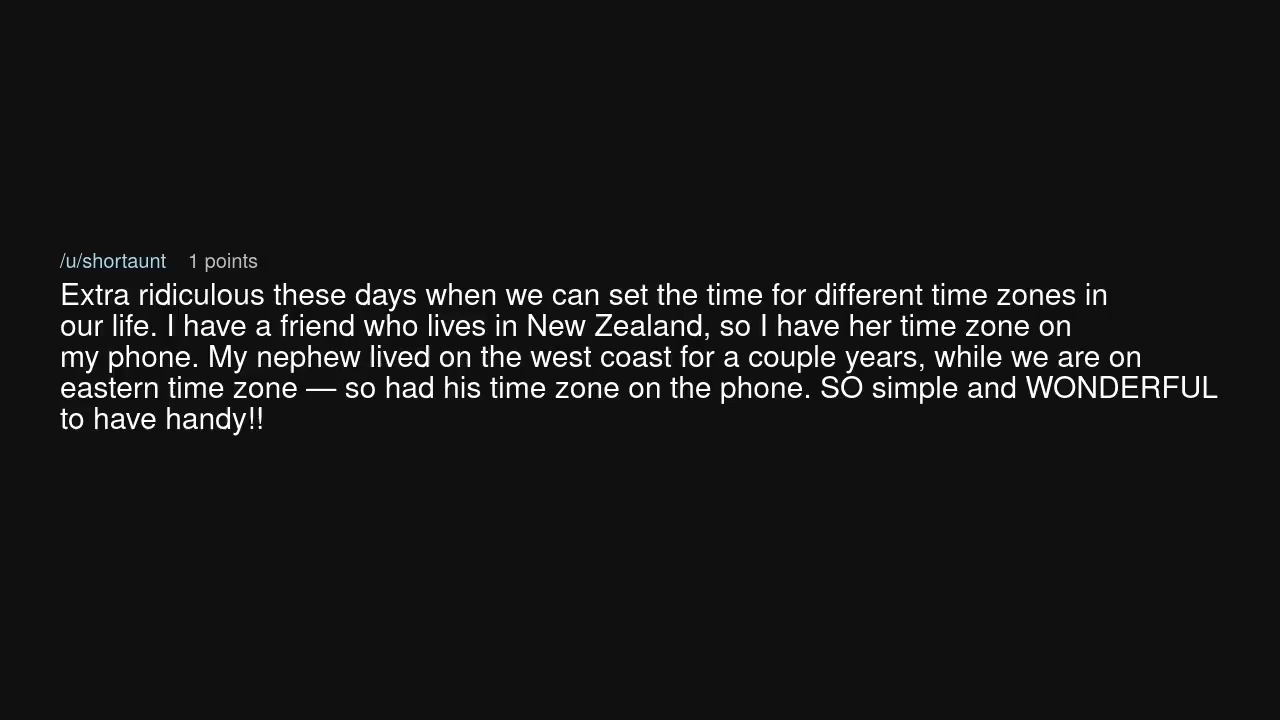 /u/shortaunt 1 points
Extra ridiculous these days when we can set the time for different time zones in
our life. I have a friend who lives in New Zealand, so I have her time zone on
my phone. My nephew lived on the west coast for a couple years, while we are on
eastern time zone — so had his time zone on the phone. SO simple and WONDERFUL
to have handy!!